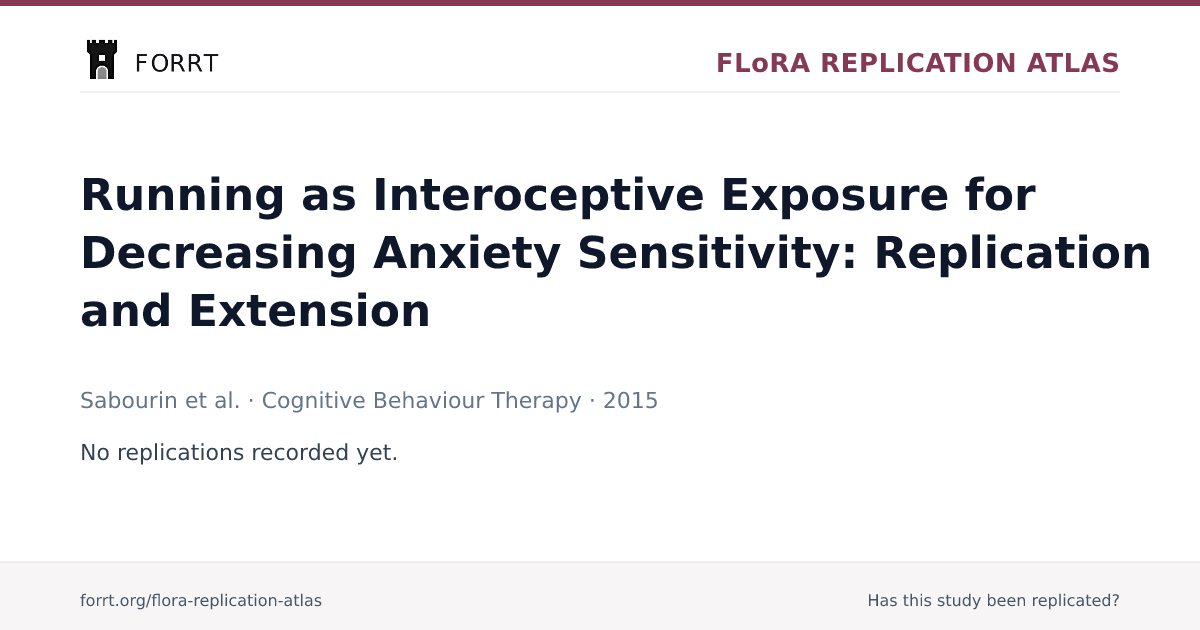 FORRT
FLoRA REPLICATION ATLAS
Running as Interoceptive Exposure for
Decreasing Anxiety Sensitivity: Replication
and Extension
Sabourin et al. · Cognitive Behaviour Therapy · 2015
No replications recorded yet.
forrt.org/flora-replication-atlas
Has this study been replicated?